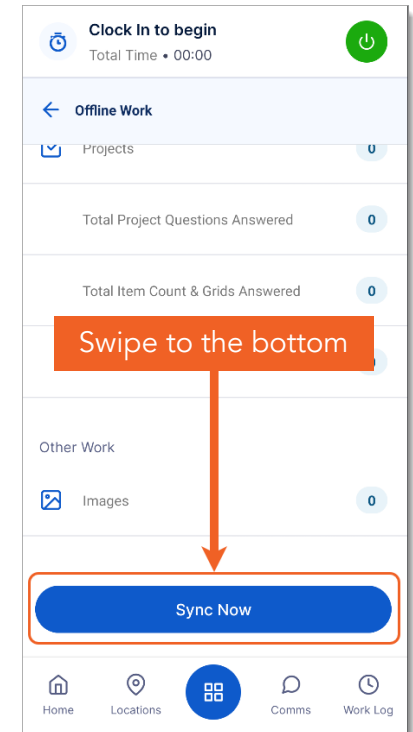 Clock In to begin
Total Time • 00:00
Offline Work
Projects 0
Total Project Questions Answered 0
Total Item Count & Grids Answered 0
Swipe to the bottom
Other Work
Images 0
Sync Now
Home Locations Comms Work Log